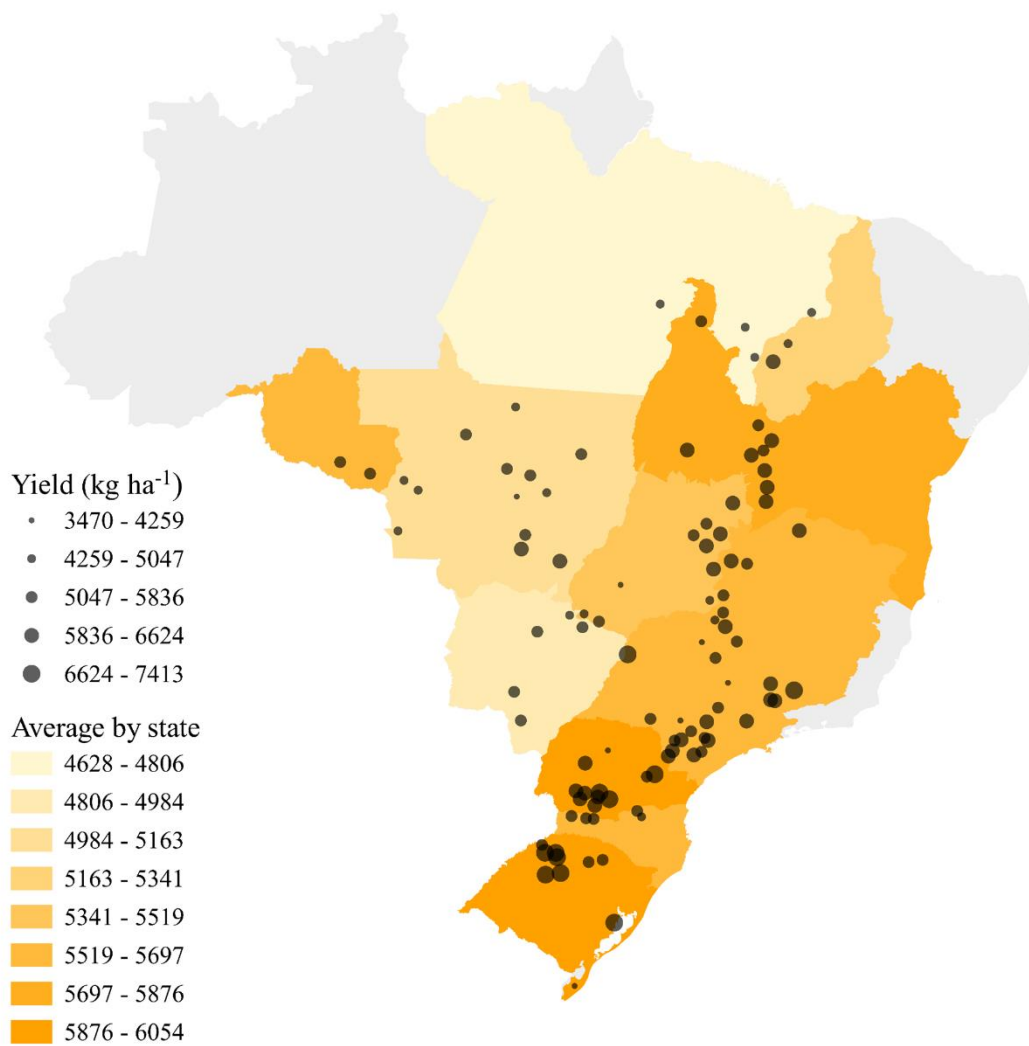 Yield (kg ha⁻¹)
3470 - 4259
4259 - 5047
5047 - 5836
5836 - 6624
6624 - 7413
Average by state
4628 - 4806
4806 - 4984
4984 - 5163
5163 - 5341
5341 - 5519
5519 - 5697
5697 - 5876
5876 - 6054